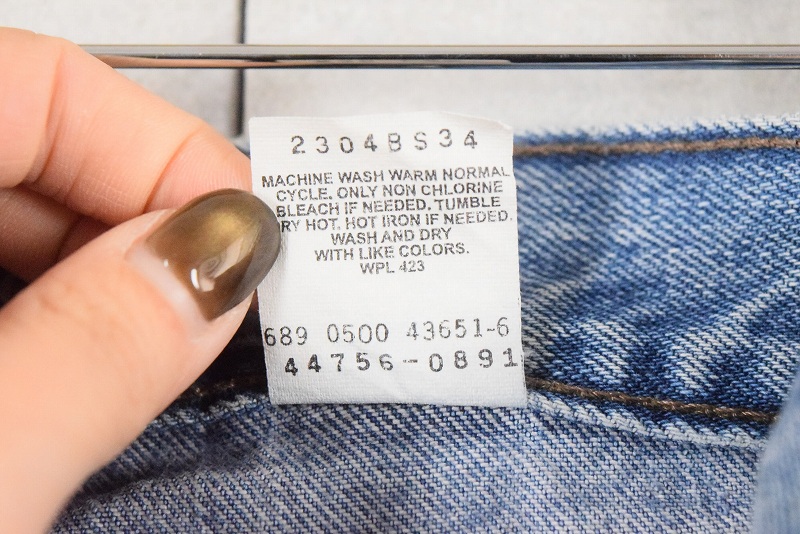 2304BS34
MACHINE WASH WARM NORMAL
CYCLE. ONLY NON CHLORINE
BLEACH IF NEEDED. TUMBLE
RY HOT. HOT IRON IF NEEDED.
WASH AND DRY
WITH LIKE COLORS.
WPL 423
689 0500 43651-6
44756-0891